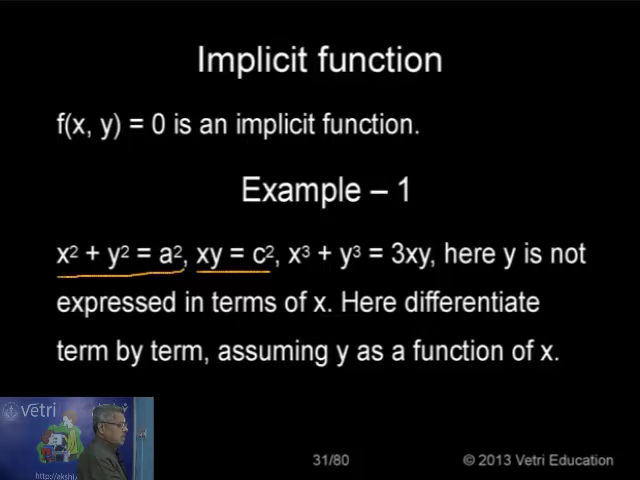 Implicit function
f(x, y) = 0 is an implicit function.
Example – 1
x² + y² = a², xy = c², x³ + y³ = 3xy, here y is not
expressed in terms of x. Here differentiate
term by term, assuming y as a function of x.
vetri
31/80
© 2013 Vetri Education